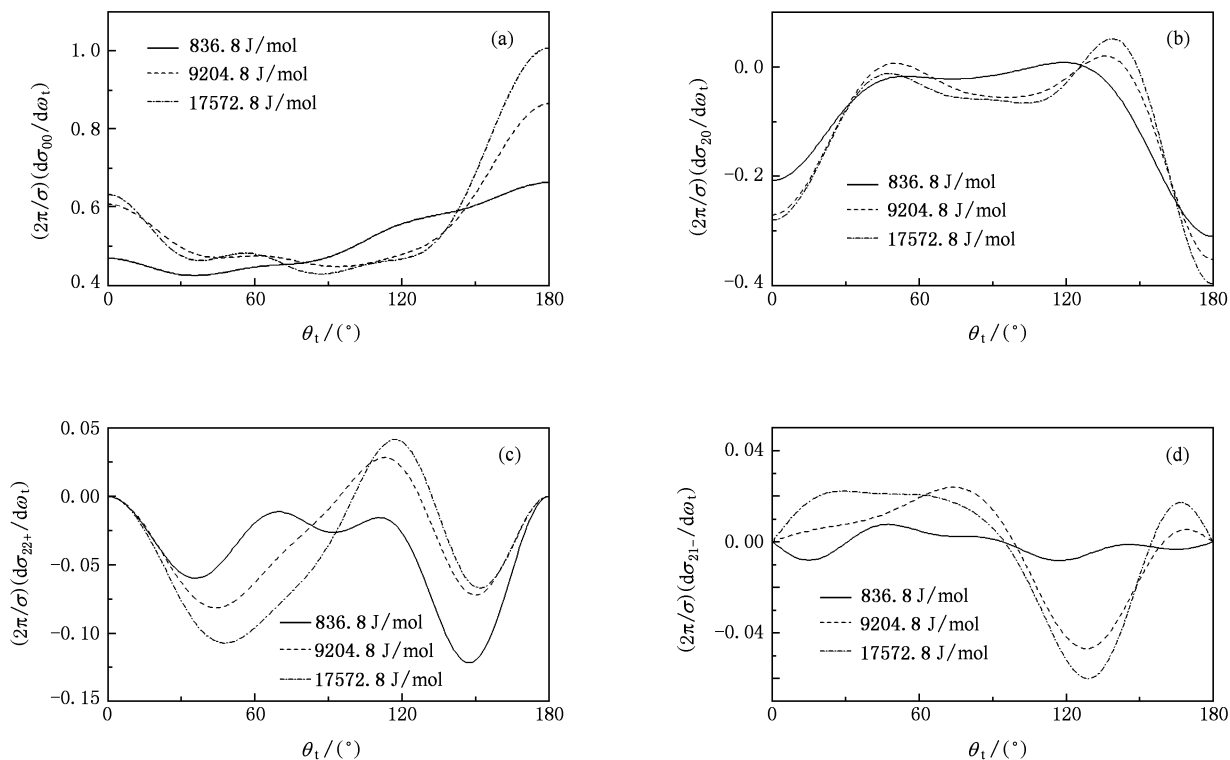 (a)
836.8 J/mol
9204.8 J/mol
17572.8 J/mol
1.0
0.8
0.6
0.4
0 60 120 180
θt / (°)
(2π/σ)(dσ00/dωt)
(b)
0.0
−0.2
−0.4
836.8 J/mol
9204.8 J/mol
17572.8 J/mol
0 60 120 180
θt / (°)
(2π/σ)(dσ20/dωt)
(c)
0.05
0.00
−0.05
−0.10
−0.15
836.8 J/mol
9204.8 J/mol
17572.8 J/mol
0 60 120 180
θt / (°)
(2π/σ)(dσ22+/dωt)
(d)
0.04
0.00
−0.04
836.8 J/mol
9204.8 J/mol
17572.8 J/mol
0 60 120 180
θt / (°)
(2π/σ)(dσ21−/dωt)